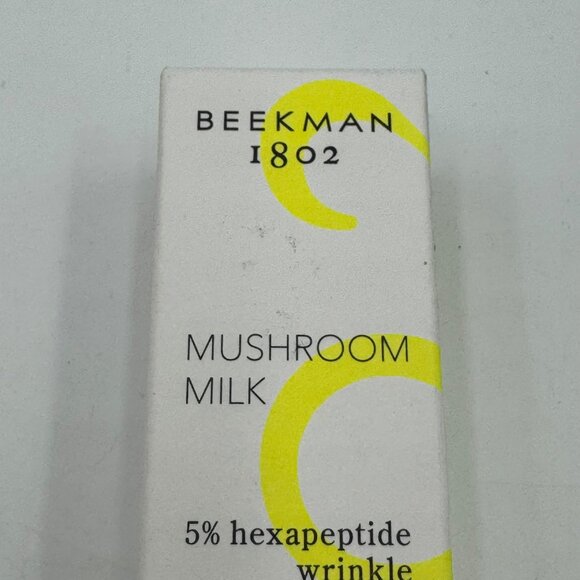 BEEKMAN
1802
MUSHROOM
MILK
5% hexapeptide
wrinkle